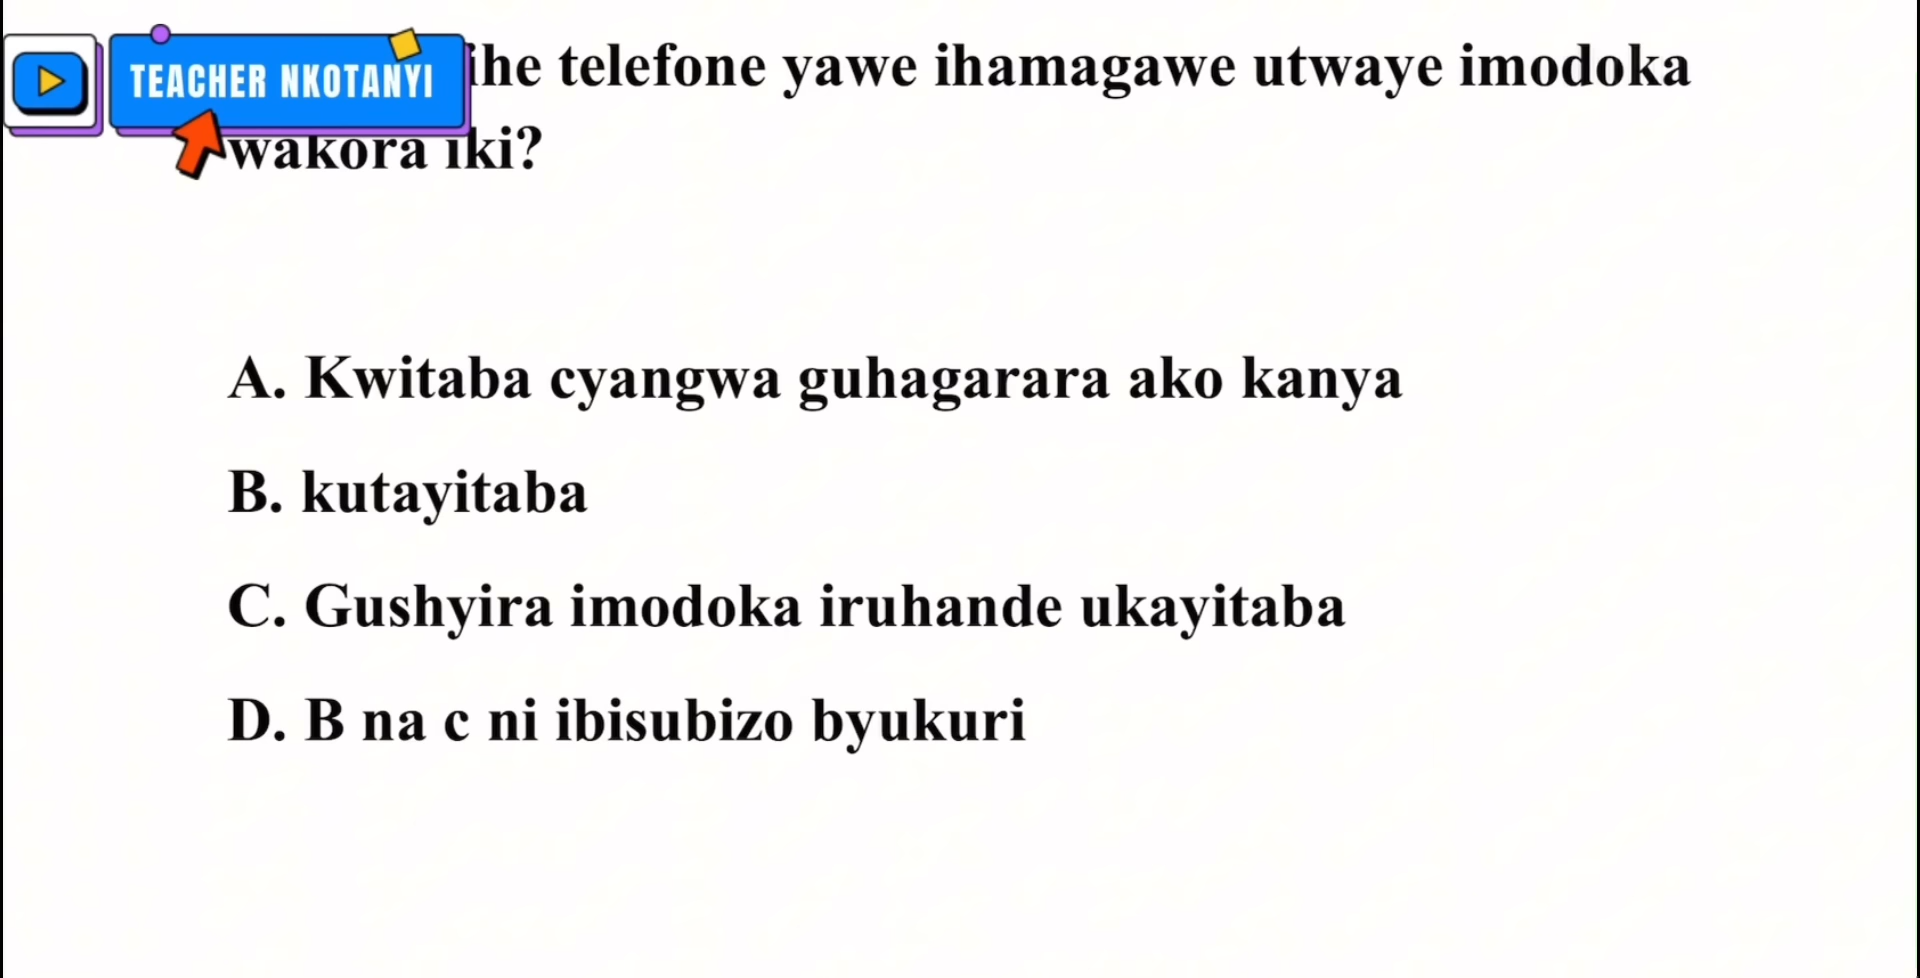 TEACHER NKOTANYI
ihe telefone yawe ihamagawe utwaye imodoka
wakora iki?
A. Kwitaba cyangwa guhagarara ako kanya
B. kutayitaba
C. Gushyira imodoka iruhande ukayitaba
D. B na c ni ibisubizo byukuri